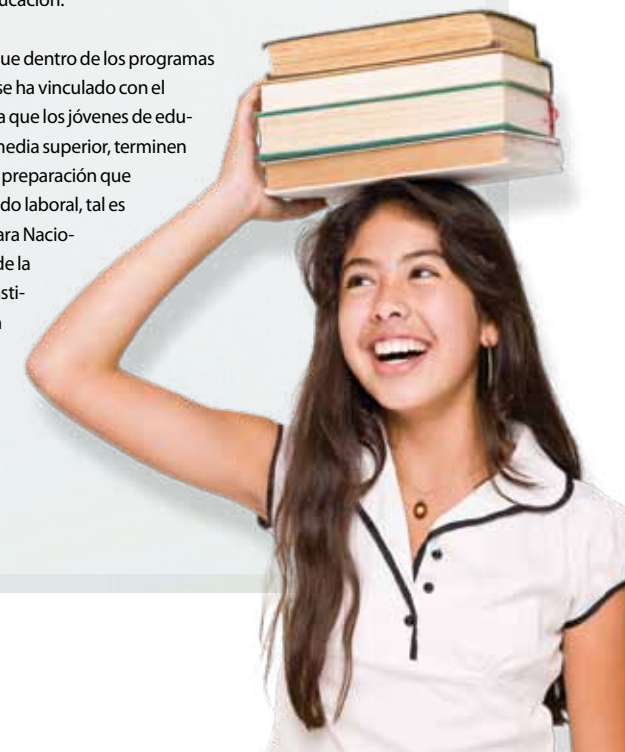 ucación.
ue dentro de los programas
se ha vinculado con el
a que los jóvenes de edu-
media superior, terminen
preparación que
do laboral, tal es
ara Nacio-
de la
sti-